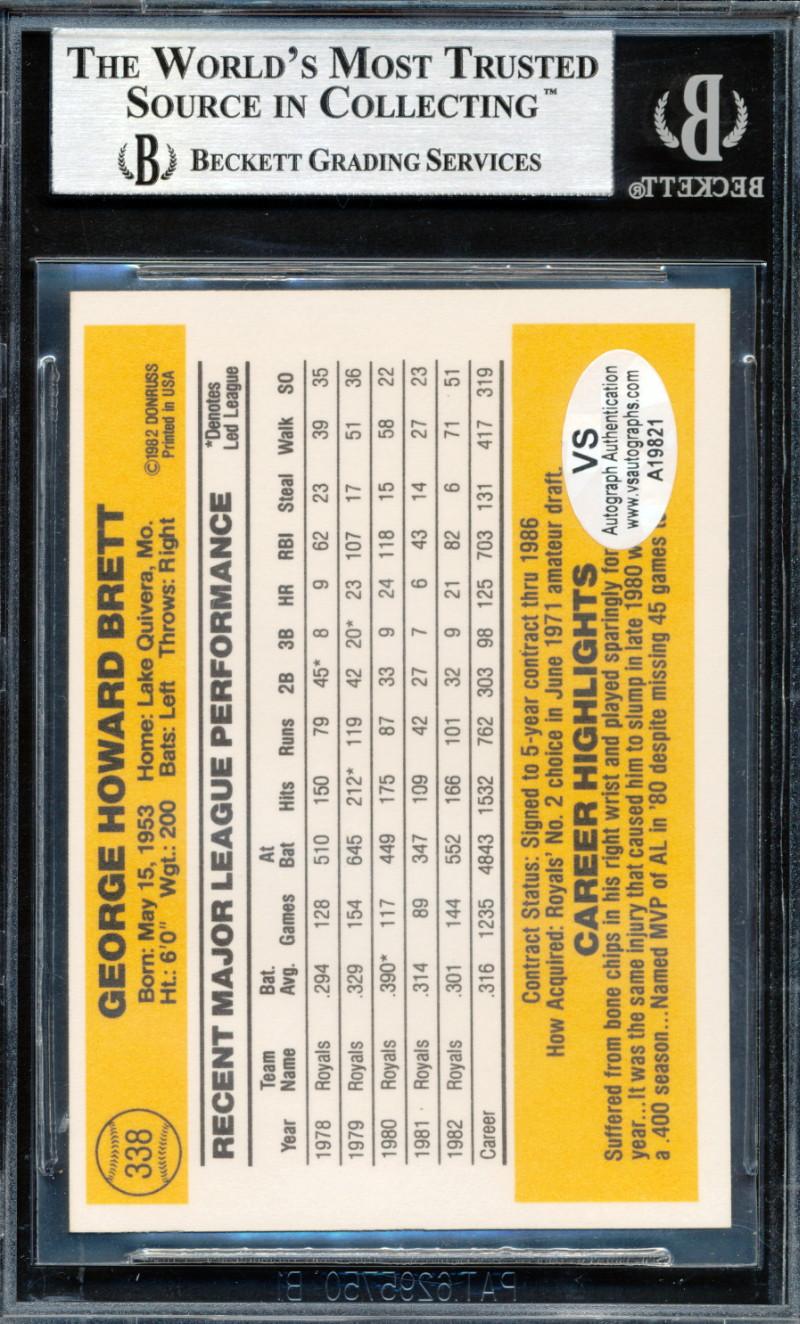 THE WORLD'S MOST TRUSTED
SOURCE IN COLLECTING™
B BECKETT GRADING SERVICES
B
BECKETT®
338
GEORGE HOWARD BRETT
©1982 DONRUSS
Printed in USA
Born: May 15, 1953 Home: Lake Quivera, Mo.
Ht.: 6'0" Wgt.: 200 Bats: Left Throws: Right
RECENT MAJOR LEAGUE PERFORMANCE
*Denotes
Led League
Year Team Name Bat. Avg. Games At Bat Hits Runs 2B 3B HR RBI Steal Walk SO
1978 Royals .294 128 510 150 79 45* 8 9 62 23 39 35
1979 Royals .329 154 645 212* 119 42 20* 23 107 17 51 36
1980 Royals .390* 117 449 175 87 33 9 24 118 15 58 22
1981 Royals .314 89 347 109 42 27 7 6 43 14 27 23
1982 Royals .301 144 552 166 101 32 9 21 82 6 71 51
Career .316 1235 4843 1532 762 303 98 125 703 131 417 319
Contract Status: Signed to 5-year contract thru 1986
How Acquired: Royals' No. 2 choice in June 1971 amateur draft.
CAREER HIGHLIGHTS
Suffered from bone chips in his right wrist and played sparingly for
year...It was the same injury that caused him to slump in late 1980
a .400 season...Named MVP of AL in '80 despite missing 45 games
VS
Autograph Authentication
www.vsautographs.com
A19821
PAT.6295750 B1